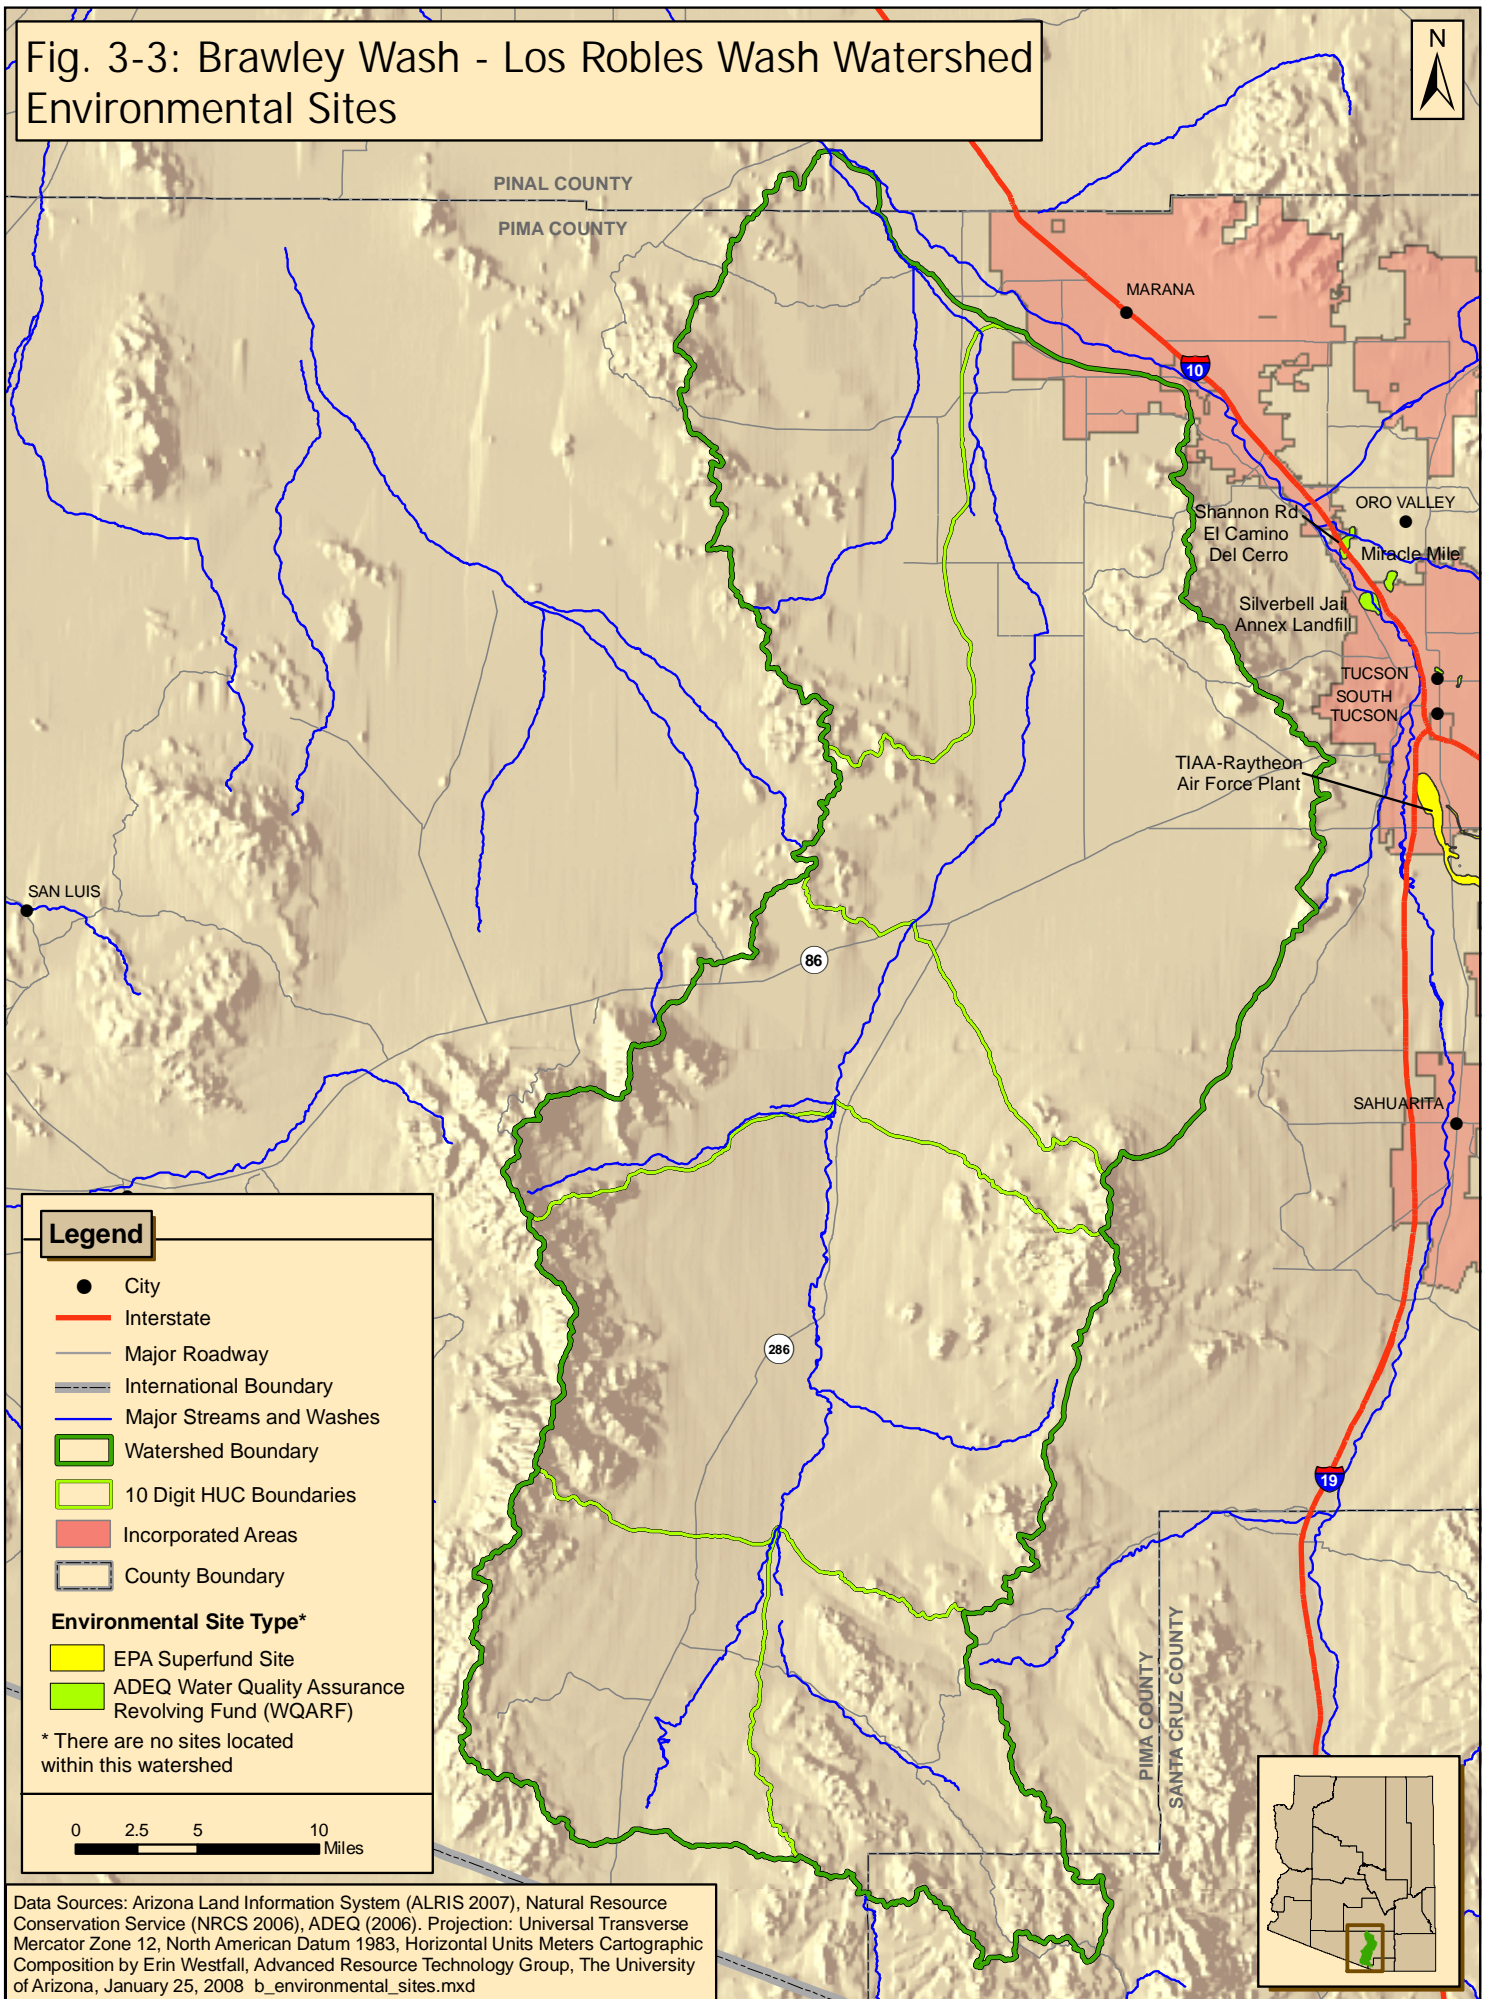 Fig. 3-3: Brawley Wash - Los Robles Wash Watershed
Environmental Sites
N
PINAL COUNTY
PIMA COUNTY
MARANA
10
ORO VALLEY
Shannon Rd
El Camino
Del Cerro
Miracle Mile
Silverbell Jail
Annex Landfill
TUCSON
SOUTH
TUCSON
TIAA-Raytheon
Air Force Plant
SAN LUIS
86
SAHUARITA
286
19
PIMA COUNTY
SANTA CRUZ COUNTY
Legend
City
Interstate
Major Roadway
International Boundary
Major Streams and Washes
Watershed Boundary
10 Digit HUC Boundaries
Incorporated Areas
County Boundary
Environmental Site Type*
EPA Superfund Site
ADEQ Water Quality Assurance
Revolving Fund (WQARF)
* There are no sites located
within this watershed
0 2.5 5 10
Miles
Data Sources: Arizona Land Information System (ALRIS 2007), Natural Resource
Conservation Service (NRCS 2006), ADEQ (2006). Projection: Universal Transverse
Mercator Zone 12, North American Datum 1983, Horizontal Units Meters Cartographic
Composition by Erin Westfall, Advanced Resource Technology Group, The University
of Arizona, January 25, 2008 b_environmental_sites.mxd